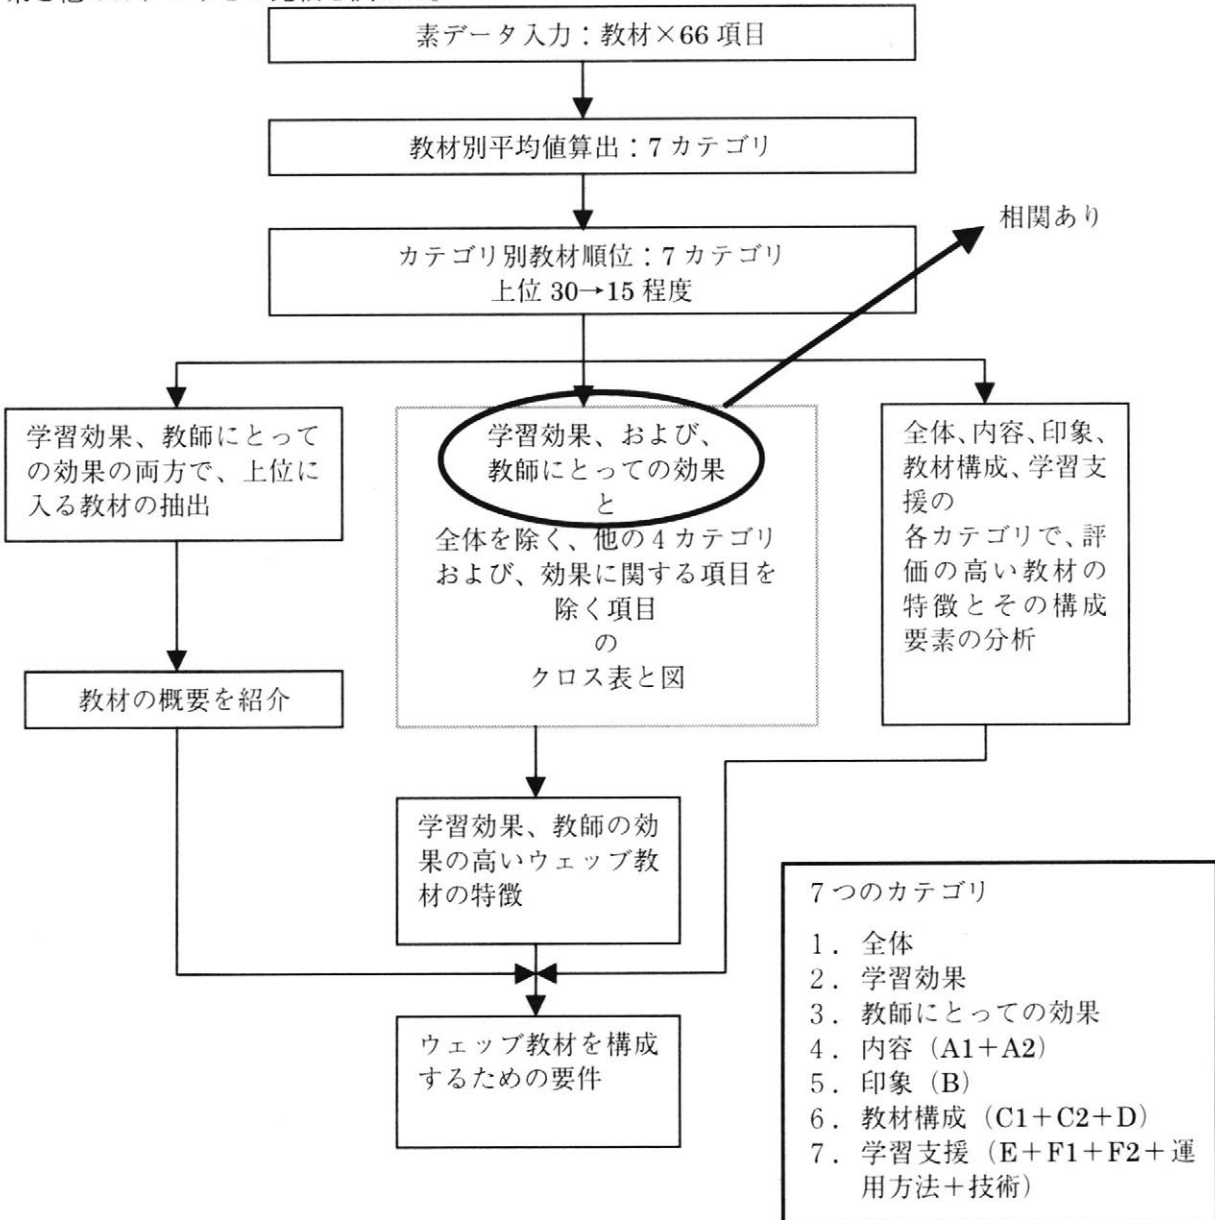 素データ入力：教材×66 項目
教材別平均値算出：7 カテゴリ
カテゴリ別教材順位：7 カテゴリ
上位 30→15 程度
相関あり
学習効果、教師にとって
の効果の両方で、上位に
入る教材の抽出
学習効果、および、
教師にとっての効果
と
全体を除く、他の 4 カテゴリ
および、効果に関する項目を
除く項目
の
クロス表と図
全体、内容、印象、
教材構成、学習支
援の
各カテゴリで、評
価の高い教材の
特徴とその構成
要素の分析
教材の概要を紹介
学習効果、教師の効
果の高いウェッブ教
材の特徴
ウェッブ教材を構成
するための要件
7 つのカテゴリ
1．全体
2．学習効果
3．教師にとっての効果
4．内容（A1＋A2）
5．印象（B）
6．教材構成（C1＋C2＋D）
7．学習支援（E＋F1＋F2＋運
用方法＋技術）